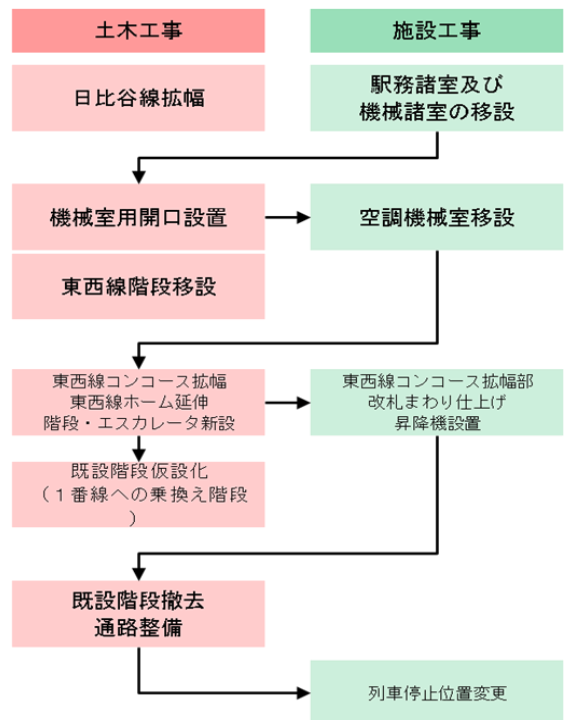 土木工事
施設工事
日比谷線拡幅
駅務諸室及び
機械諸室の移設
機械室用開口設置
空調機械室移設
東西線階段移設
東西線コンコース拡幅
東西線ホーム延伸
階段・エスカレータ新設
東西線コンコース拡幅部
改札まわり仕上げ
昇降機設置
既設階段仮設化
（１番線への乗換え階段
）
既設階段撤去
通路整備
列車停止位置変更